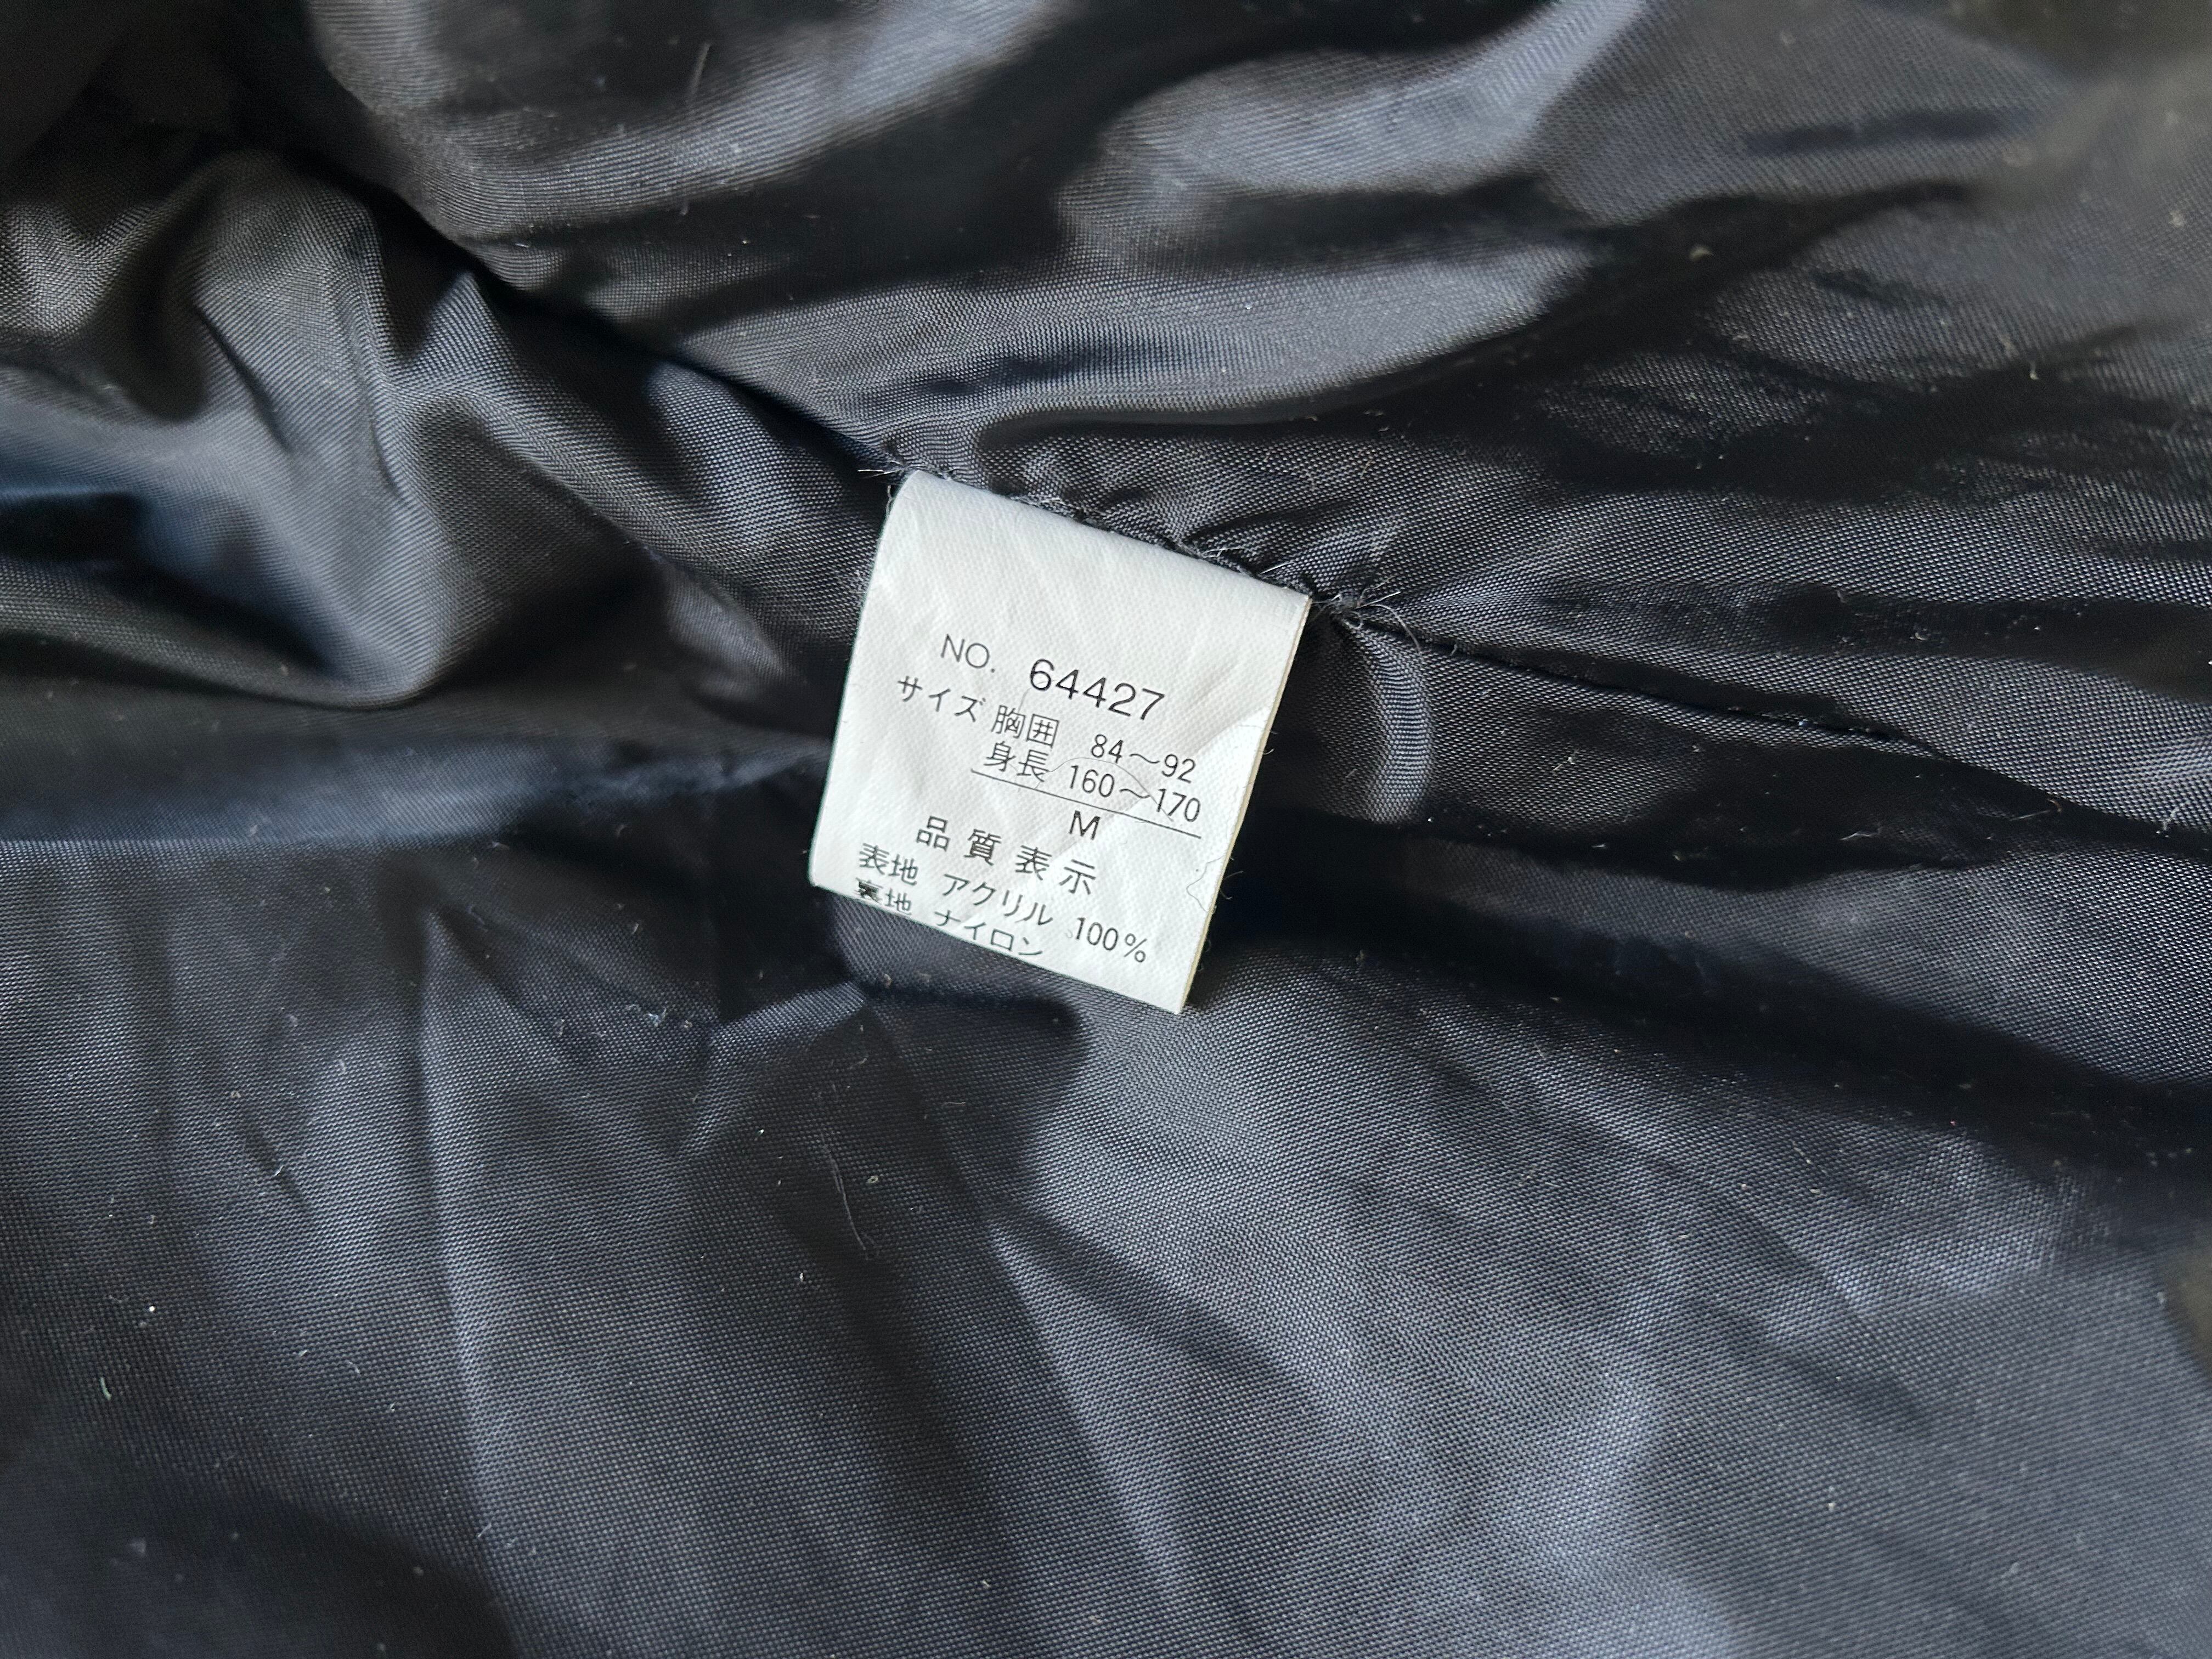 NO. 64427
サイズ 胸囲 84～92
身長 160～170
M
品質表示
表地 アクリル 100%
裏地 ナイロン